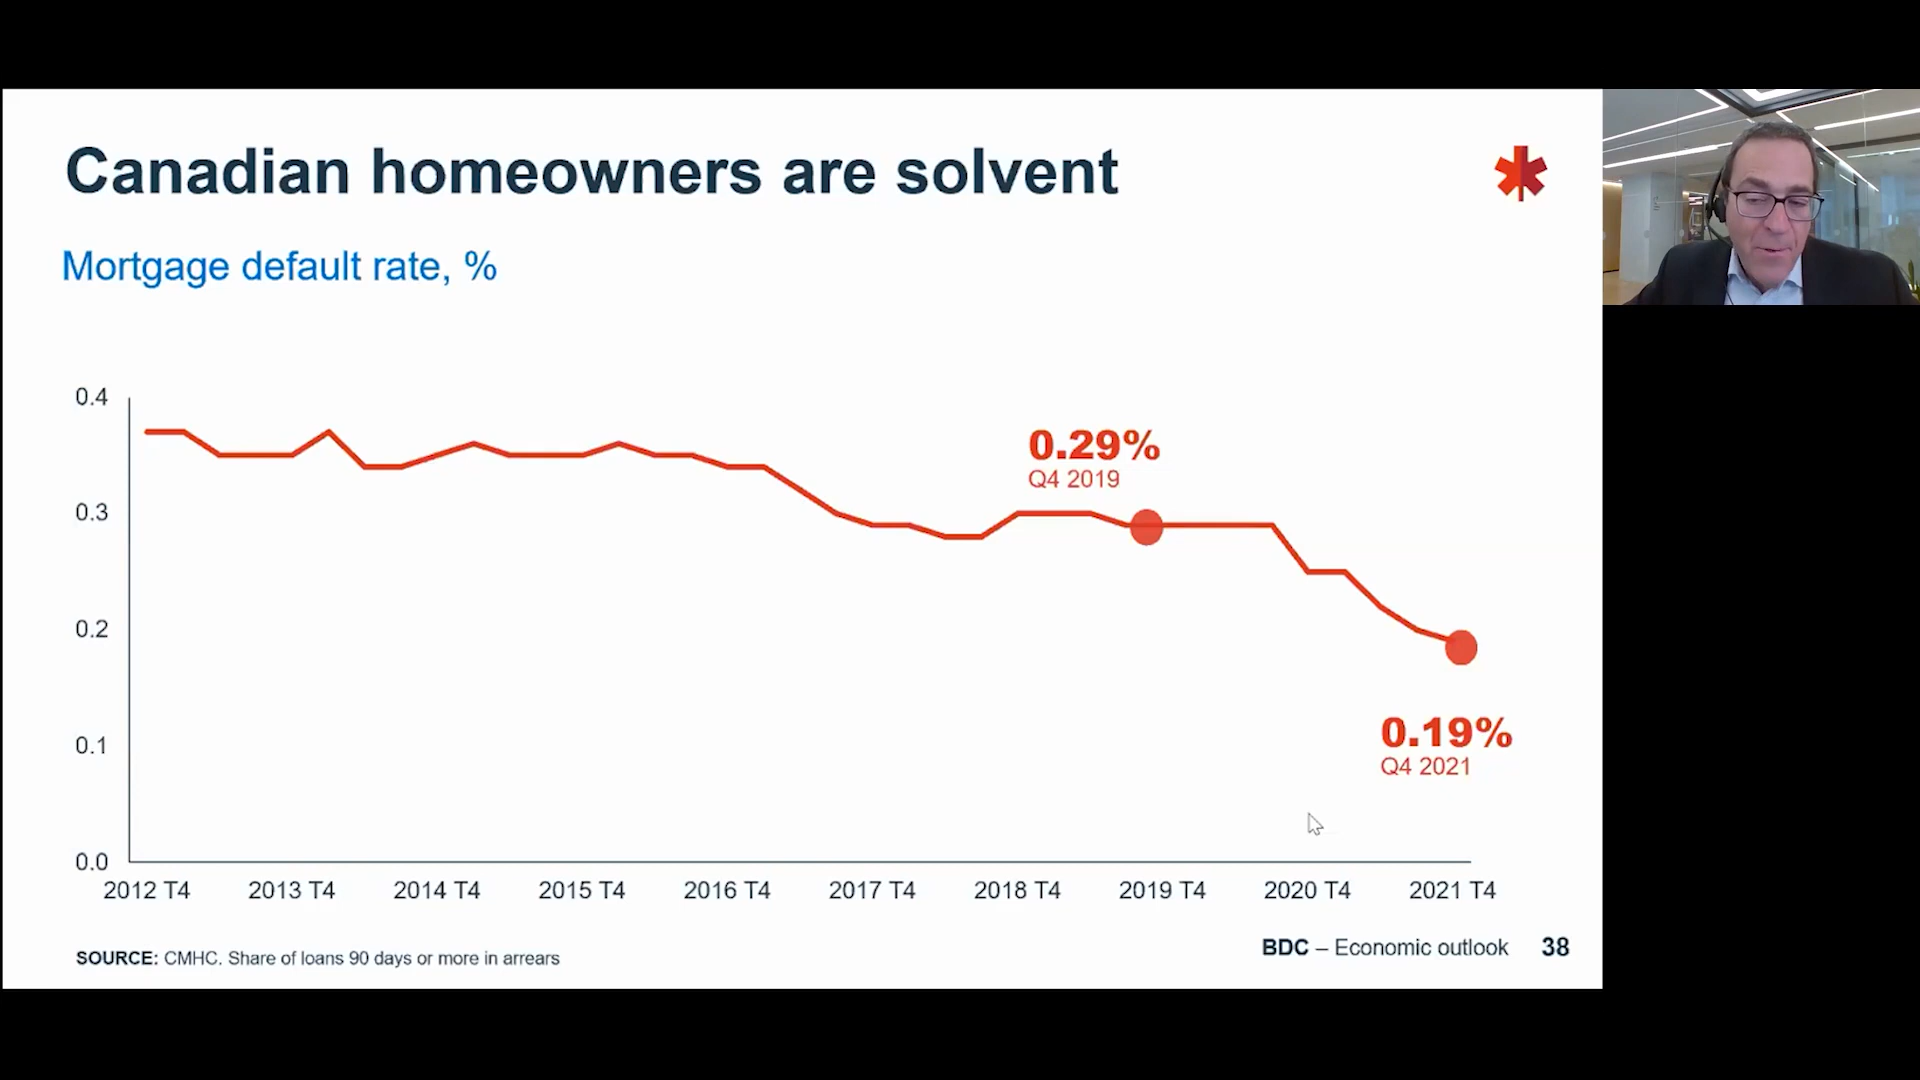 Canadian homeowners are solvent
Mortgage default rate, %
0.4
0.3
0.2
0.1
0.0
0.29%
Q4 2019
0.19%
Q4 2021
2012 T4 2013 T4 2014 T4 2015 T4 2016 T4 2017 T4 2018 T4 2019 T4 2020 T4 2021 T4
SOURCE: CMHC. Share of loans 90 days or more in arrears
BDC – Economic outlook 38